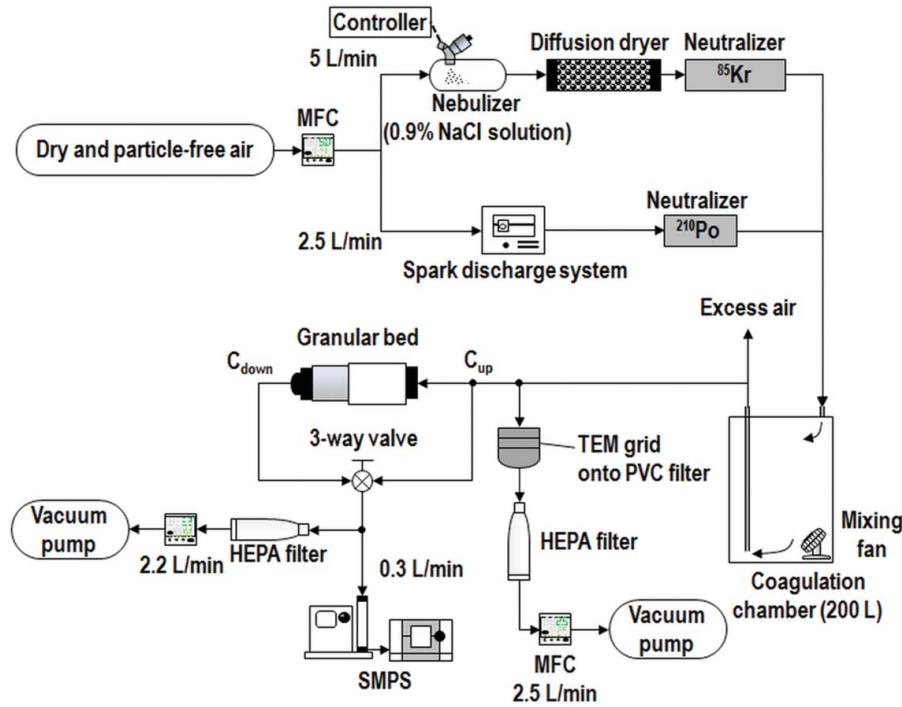 Controller
5 L/min
Diffusion dryer
Neutralizer
⁸⁵Kr
Nebulizer
(0.9% NaCl solution)
MFC
Dry and particle-free air
Neutralizer
²¹⁰Po
2.5 L/min
Spark discharge system
Excess air
Granular bed
C_down
C_up
3-way valve
TEM grid
onto PVC filter
Vacuum
pump
HEPA filter
2.2 L/min
0.3 L/min
HEPA filter
Mixing
fan
Coagulation
chamber (200 L)
Vacuum
pump
SMPS
MFC
2.5 L/min